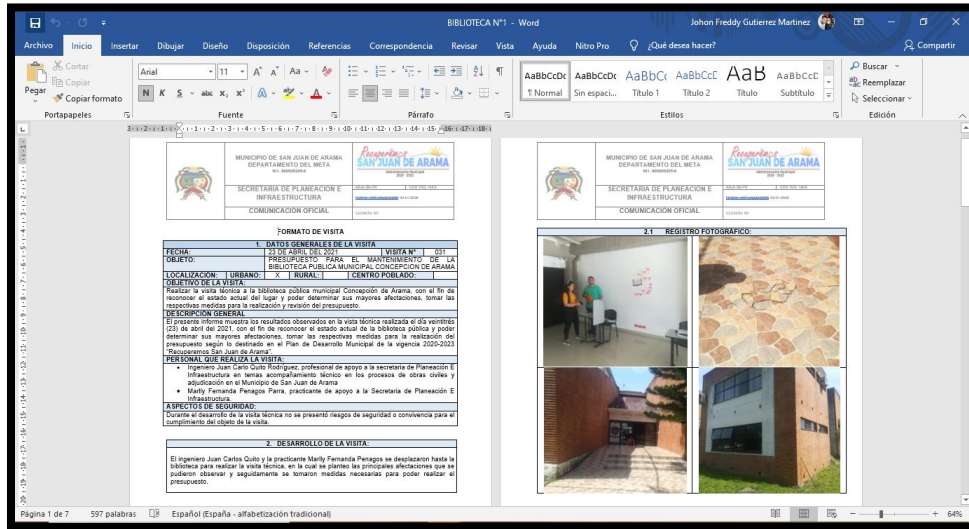 BIBLIOTECA N°1 - Word
Johon Freddy Gutierrez Martinez
Archivo Inicio Insertar Dibujar Diseño Disposición Referencias Correspondencia Revisar Vista Ayuda Nitro Pro ¿Qué desea hacer? Compartir
Pegar
Cortar
Copiar
Copiar formato
Portapapeles
Arial 11
N K S abc x₂ x²
Fuente
Párrafo
AaBbCcDc AaBbCcDc AaBbCc AaBbCcE AaB AaBbCcE
¶ Normal Sin espaci... Título 1 Título 2 Título Subtítulo
Estilos
Buscar
Reemplazar
Seleccionar
Edición
MUNICIPIO DE SAN JUAN DE ARAMA
DEPARTAMENTO DEL META
Recuperemos
SAN JUAN DE ARAMA
SECRETARIA DE PLANEACION E
INFRAESTRUCTURA
COMUNICACIÓN OFICIAL
FORMATO DE VISITA
1. DATOS GENERALES DE LA VISITA
FECHA: 23 DE ABRIL DEL 2021 VISITA N° 031
OBJETO: PRESUPUESTO PARA EL MANTENIMIENTO DE LA
BIBLIOTECA PUBLICA MUNICIPAL CONCEPCION DE ARAMA
LOCALIZACIÓN: URBANO: X RURAL: CENTRO POBLADO:
OBJETIVO DE LA VISITA:
Realizar la visita técnica a la biblioteca pública municipal Concepción de Arama, con el fin de
reconocer el estado actual del lugar y poder determinar sus mayores afectaciones, tomar las
respectivas medidas para la realización y revisión del presupuesto.
DESCRIPCIÓN GENERAL
El presente informe muestra los resultados observados en la vista técnica realizada el día veintitrés
(23) de abril del 2021, con el fin de reconocer el estado actual de la biblioteca pública y poder
determinar sus mayores afectaciones, tomar las respectivas medidas para la realización del
presupuesto según lo destinado en el Plan de Desarrollo Municipal de la vigencia 2020-2023
"Recuperemos San Juan de Arama".
PERSONAL QUE REALIZA LA VISITA:
• Ingeniero Juan Carlo Quito Rodríguez, profesional de apoyo a la secretaria de Planeación E
Infraestructura en temas acompañamiento técnico en los procesos de obras civiles y
adjudicación en el Municipio de San Juan de Arama
• Marlly Fernanda Penagos Parra, practicante de apoyo a la Secretaria de Planeación E
Infraestructura.
ASPECTOS DE SEGURIDAD:
Durante el desarrollo de la visita técnica no se presentó riesgos de seguridad o convivencia para el
cumplimiento del objeto de la visita.
2. DESARROLLO DE LA VISITA:
El ingeniero Juan Carlos Quito y la practicante Marlly Fernanda Penagos se desplazaron hasta la
biblioteca para realizar la visita técnica, en la cual se planteo las principales afectaciones que se
pudieron observar y seguidamente se tomaron medidas necesarias para poder realizar el
presupuesto.
MUNICIPIO DE SAN JUAN DE ARAMA
DEPARTAMENTO DEL META
Recuperemos
SAN JUAN DE ARAMA
SECRETARIA DE PLANEACION E
INFRAESTRUCTURA
COMUNICACIÓN OFICIAL
2.1 REGISTRO FOTOGRÁFICO:
Página 1 de 7 597 palabras Español (España - alfabetización tradicional) 64%